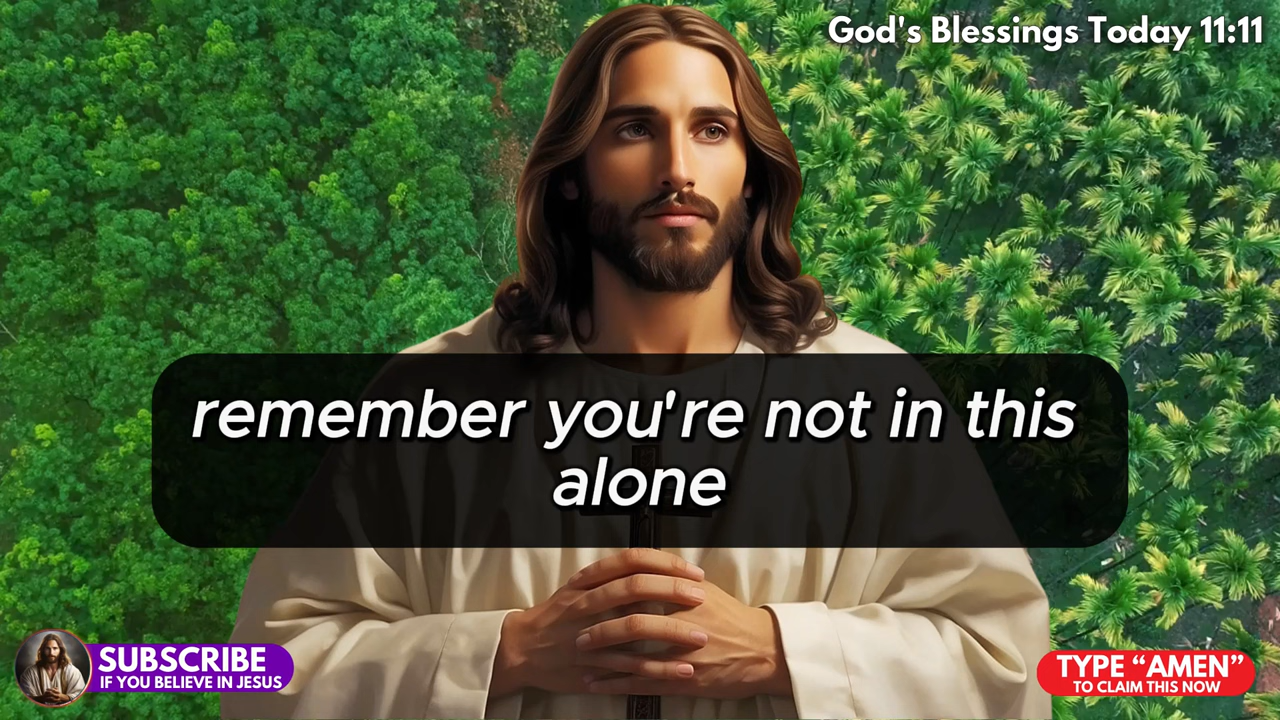 God's Blessings Today 11:11
remember you're not in this
alone
SUBSCRIBE
IF YOU BELIEVE IN JESUS
TYPE “AMEN”
TO CLAIM THIS NOW